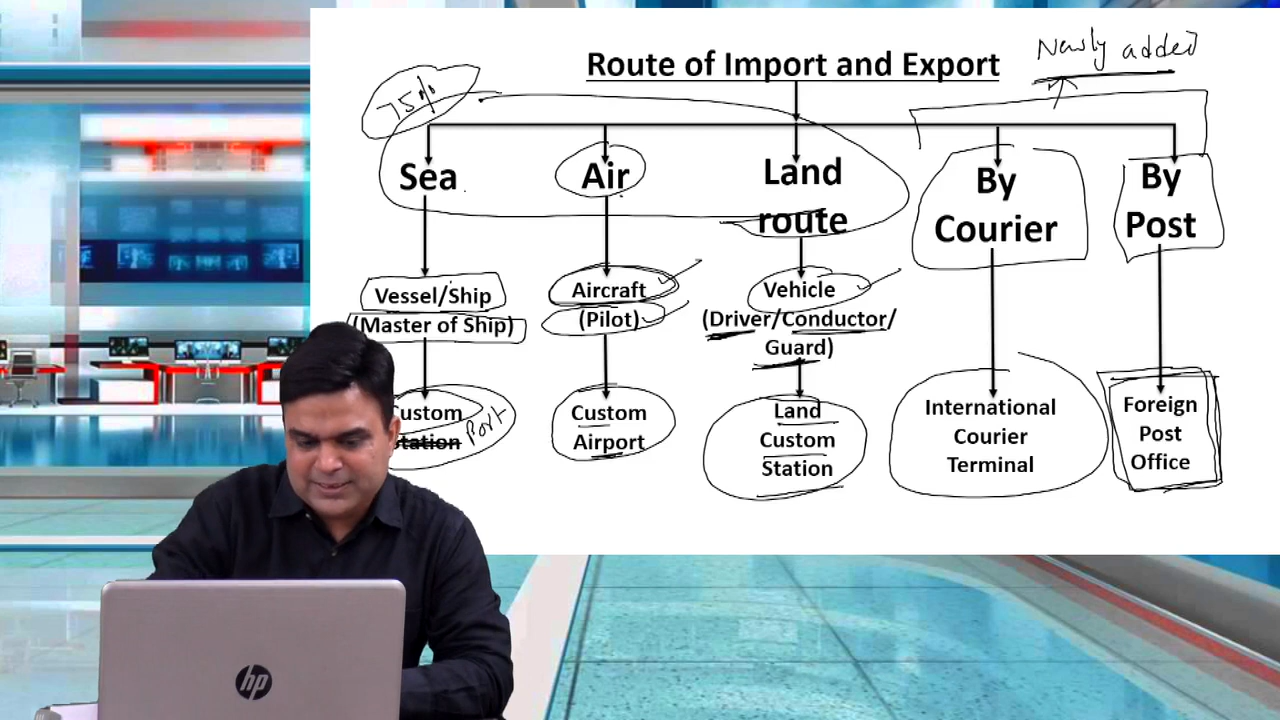 Newly added
Route of Import and Export
75%
Sea
Air
Land
route
By
Courier
By
Post
Vessel/Ship
(Master of Ship)
Aircraft
(Pilot)
Vehicle
(Driver/Conductor/
Guard)
Custom
Station Port
Custom
Airport
Land
Custom
Station
International
Courier
Terminal
Foreign
Post
Office
hp